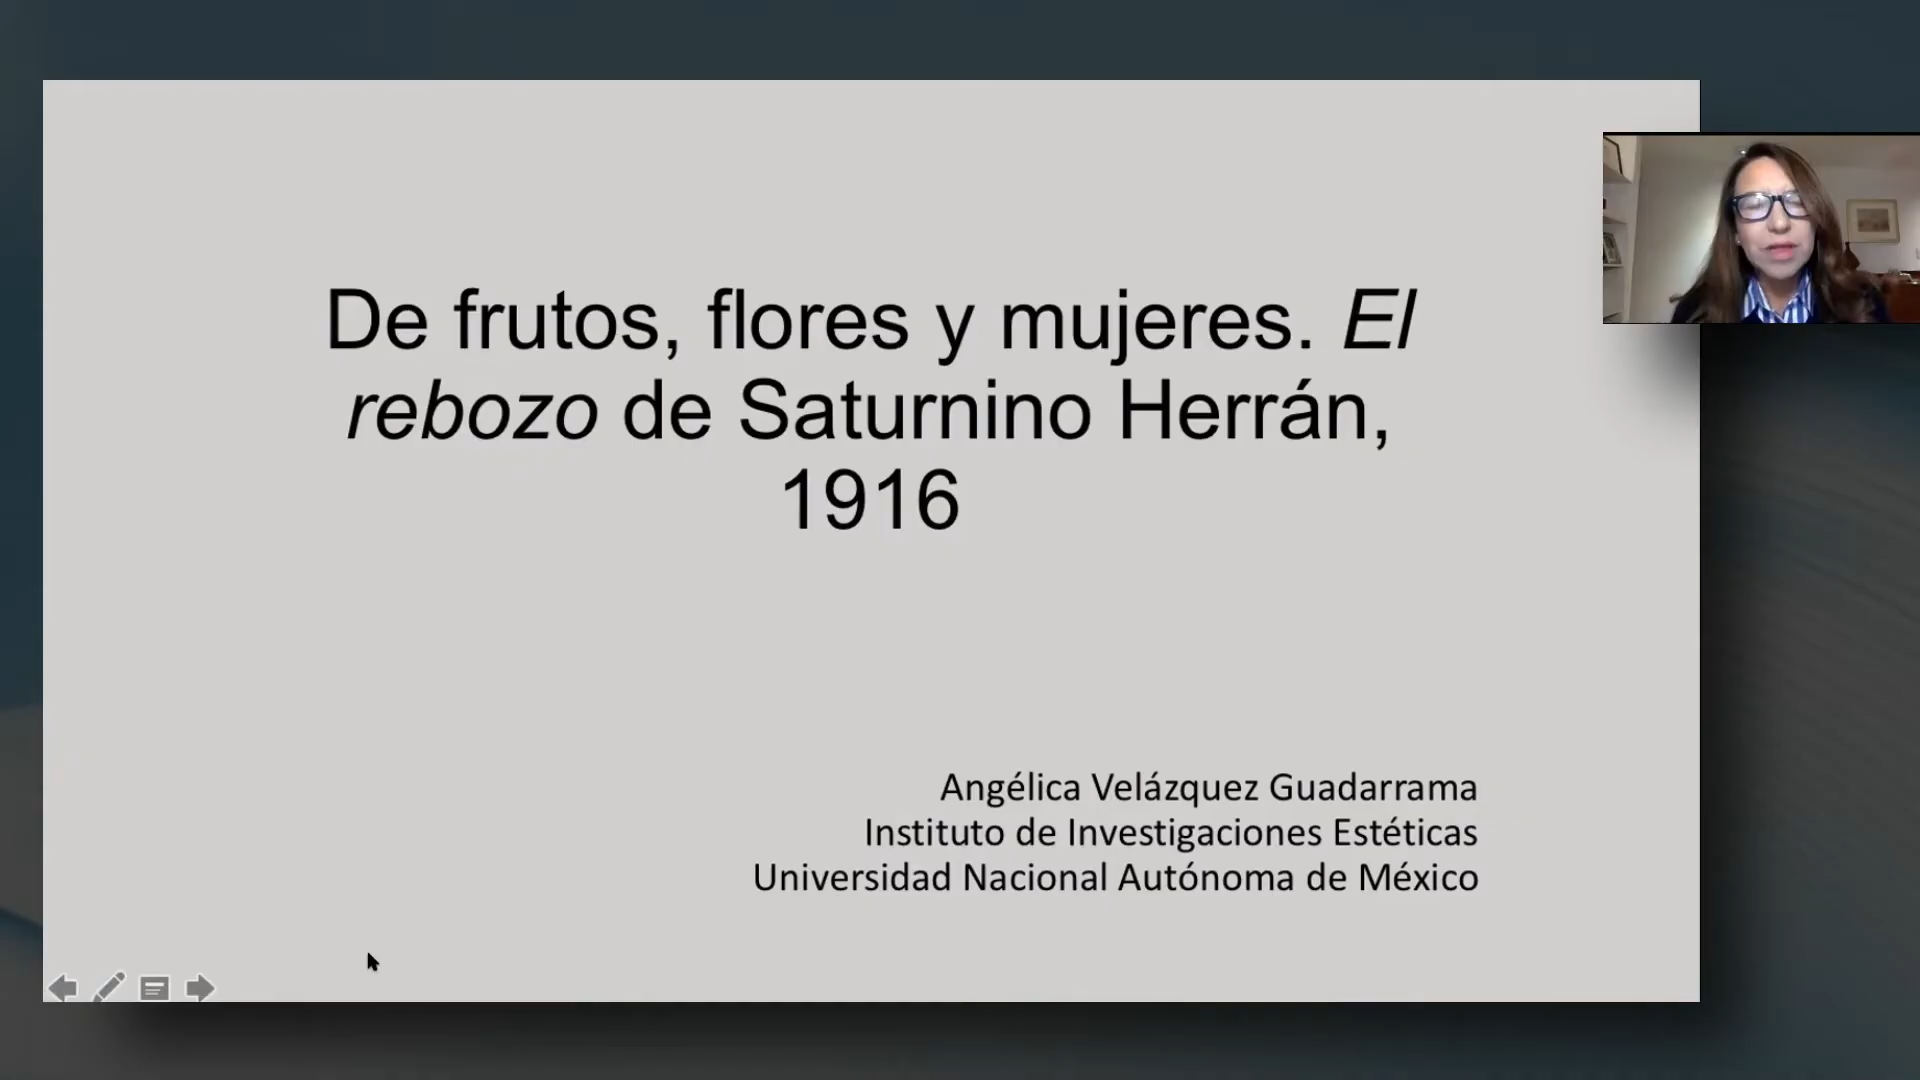 De frutos, flores y mujeres. El
rebozo de Saturnino Herrán,
1916
Angélica Velázquez Guadarrama
Instituto de Investigaciones Estéticas
Universidad Nacional Autónoma de México